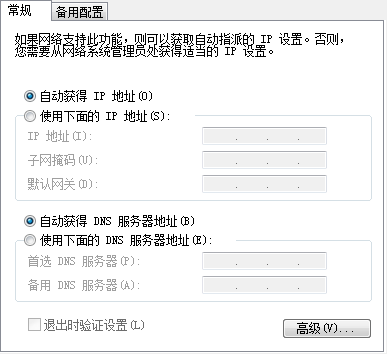 常规
备用配置
如果网络支持此功能，则可以获取自动指派的 IP 设置。否则，
您需要从网络系统管理员处获得适当的 IP 设置。
自动获得 IP 地址(O)
使用下面的 IP 地址(S):
IP 地址(I):
子网掩码(U):
默认网关(D):
自动获得 DNS 服务器地址(B)
使用下面的 DNS 服务器地址(E):
首选 DNS 服务器(P):
备用 DNS 服务器(A):
退出时验证设置(L)
高级(V)...